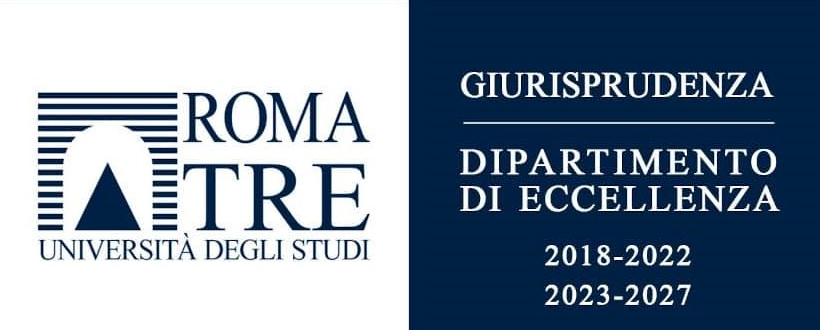 ROMA
TRE
UNIVERSITÀ DEGLI STUDI
GIURISPRUDENZA
DIPARTIMENTO
DI ECCELLENZA
2018-2022
2023-2027